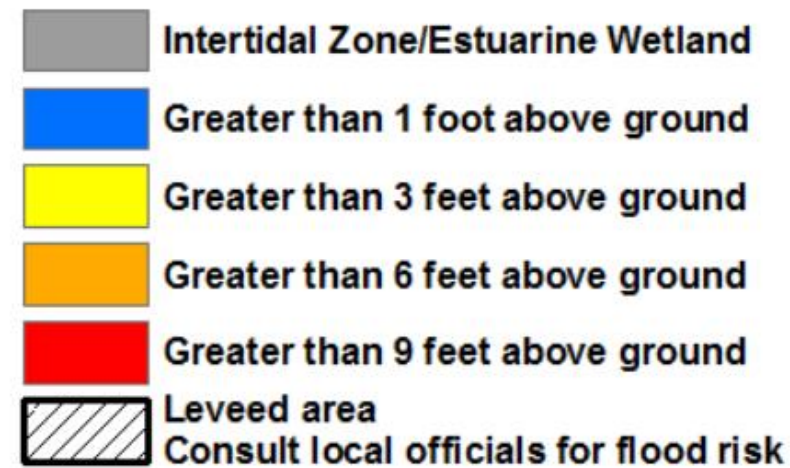 Intertidal Zone/Estuarine Wetland
Greater than 1 foot above ground
Greater than 3 feet above ground
Greater than 6 feet above ground
Greater than 9 feet above ground
Leveed area
Consult local officials for flood risk